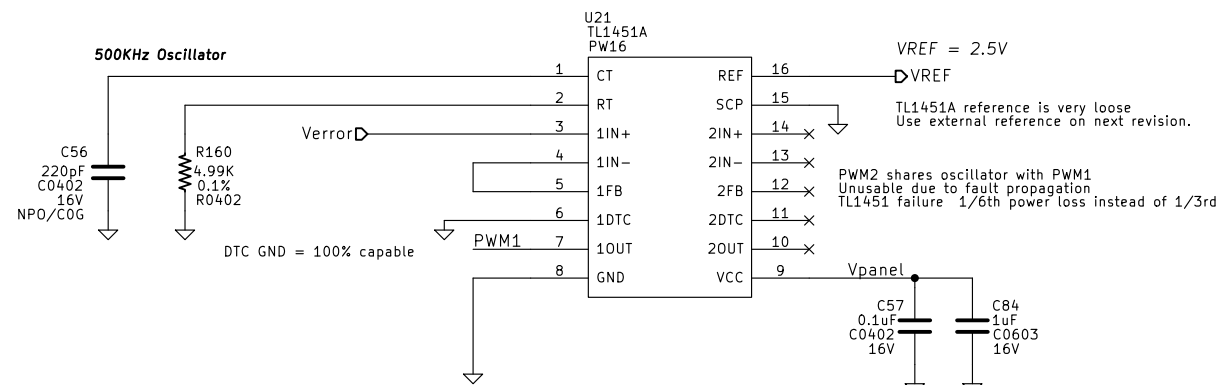 U21
TL1451A
PW16
500KHz Oscillator
VREF = 2.5V
1 CT REF 16 VREF
2 RT SCP 15
TL1451A reference is very loose
Use external reference on next revision.
Verror 3 1IN+ 2IN+ 14
4 1IN- 2IN- 13
5 1FB 2FB 12
6 1DTC 2DTC 11
PWM1 7 1OUT 2OUT 10
8 GND VCC 9 Vpanel
C56
220pF
C0402
16V
NPO/C0G
R160
4.99K
0.1%
R0402
DTC GND = 100% capable
PWM2 shares oscillator with PWM1
Unusable due to fault propagation
TL1451 failure 1/6th power loss instead of 1/3rd
C57
0.1uF
C0402
16V
C84
1uF
C0603
16V